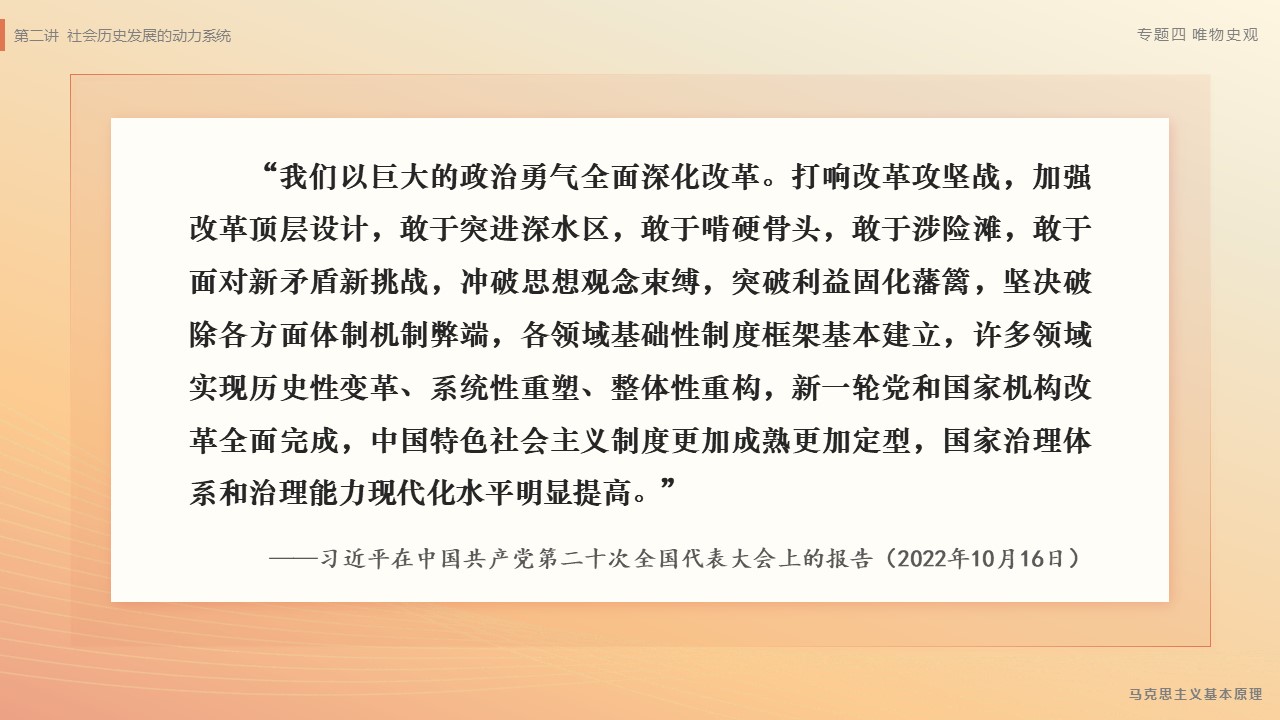 第二讲 社会历史发展的动力系统
专题四 唯物史观
“我们以巨大的政治勇气全面深化改革。打响改革攻坚战，加强
改革顶层设计，敢于突进深水区，敢于啃硬骨头，敢于涉险滩，敢于
面对新矛盾新挑战，冲破思想观念束缚，突破利益固化藩篱，坚决破
除各方面体制机制弊端，各领域基础性制度框架基本建立，许多领域
实现历史性变革、系统性重塑、整体性重构，新一轮党和国家机构改
革全面完成，中国特色社会主义制度更加成熟更加定型，国家治理体
系和治理能力现代化水平明显提高。”
——习近平在中国共产党第二十次全国代表大会上的报告（2022年10月16日）
马克思主义基本原理